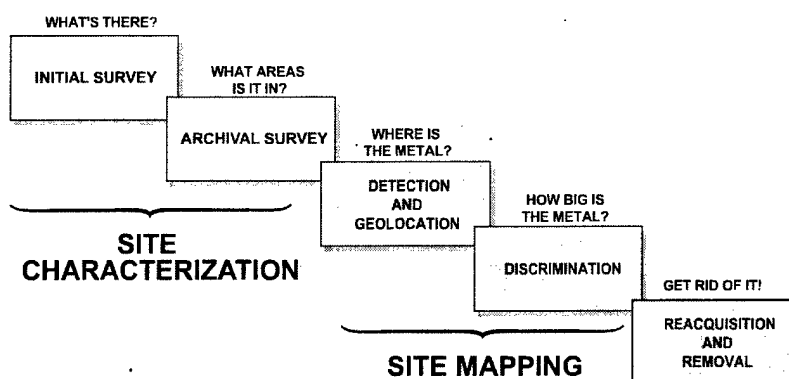 WHAT'S THERE?
INITIAL SURVEY
WHAT AREAS
IS IT IN?
ARCHIVAL SURVEY
WHERE IS
THE METAL?
DETECTION
AND
GEOLOCATION
HOW BIG IS
THE METAL?
DISCRIMINATION
GET RID OF IT!
REACQUISITION
AND
REMOVAL
SITE
CHARACTERIZATION
SITE MAPPING